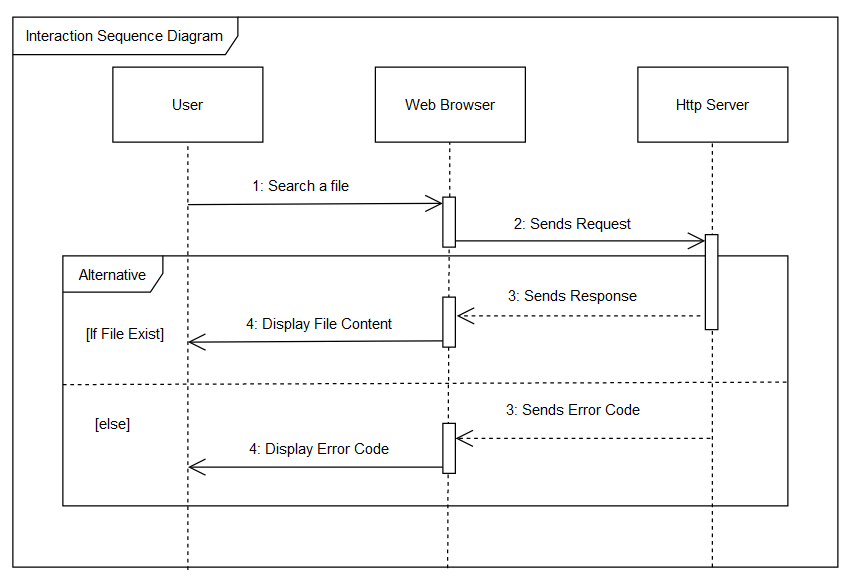 Interaction Sequence Diagram
User
Web Browser
Http Server
1: Search a file
2: Sends Request
Alternative
3: Sends Response
4: Display File Content
[If File Exist]
3: Sends Error Code
[else]
4: Display Error Code